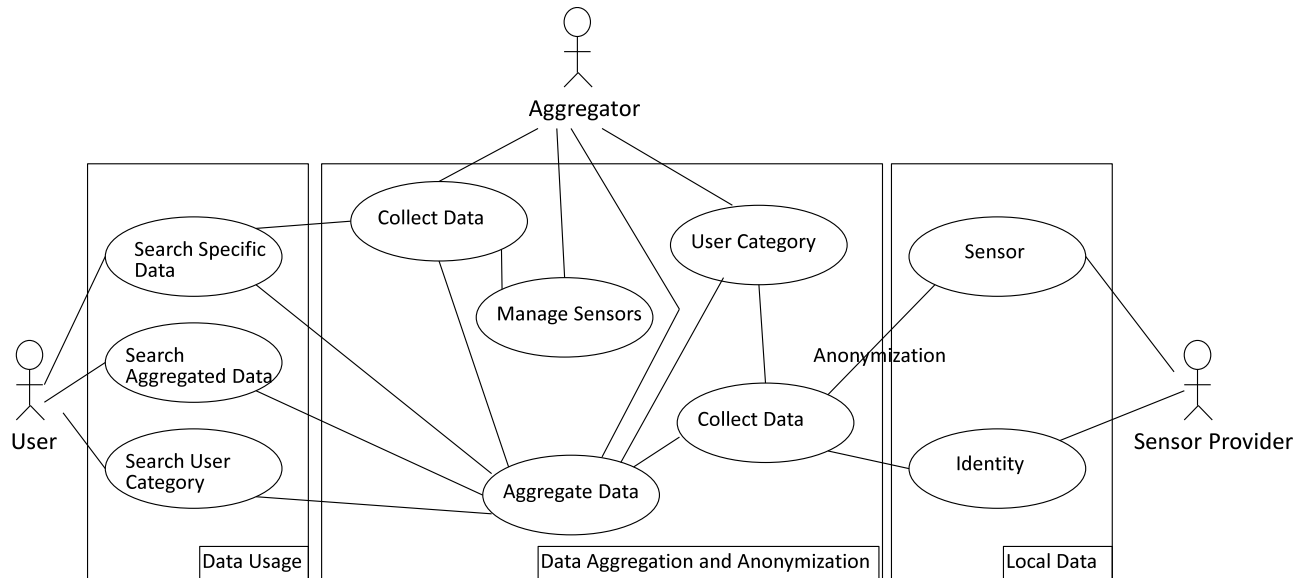 Aggregator
Collect Data
User Category
Search Specific
Data
Sensor
Manage Sensors
Search
Aggregated Data
Anonymization
Collect Data
User
Sensor Provider
Search User
Category
Identity
Aggregate Data
Data Usage
Data Aggregation and Anonymization
Local Data